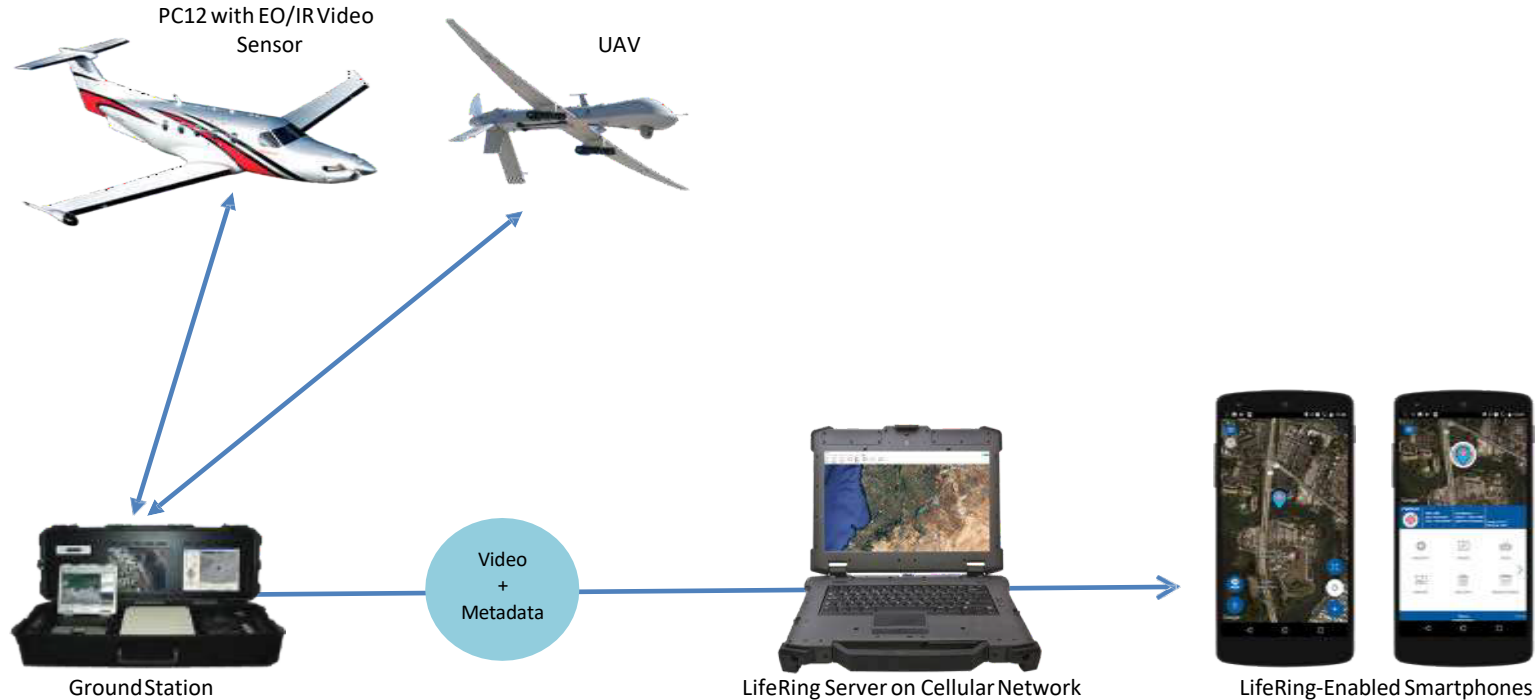 PC12 with EO/IR Video
Sensor
UAV
Video
+
Metadata
Ground Station
LifeRing Server on Cellular Network
LifeRing-Enabled Smartphones